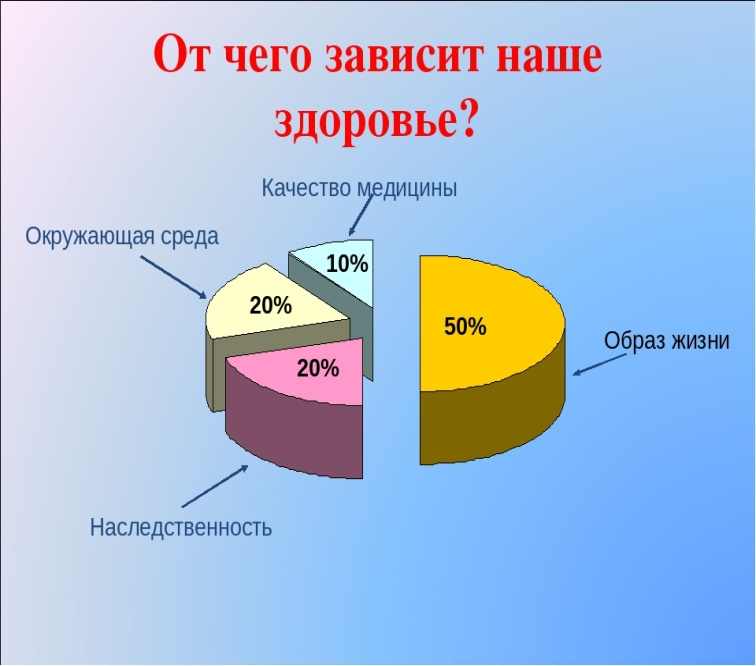 От чего зависит наше
здоровье?
Качество медицины
Окружающая среда
10%
20%
50%
Образ жизни
20%
Наследственность